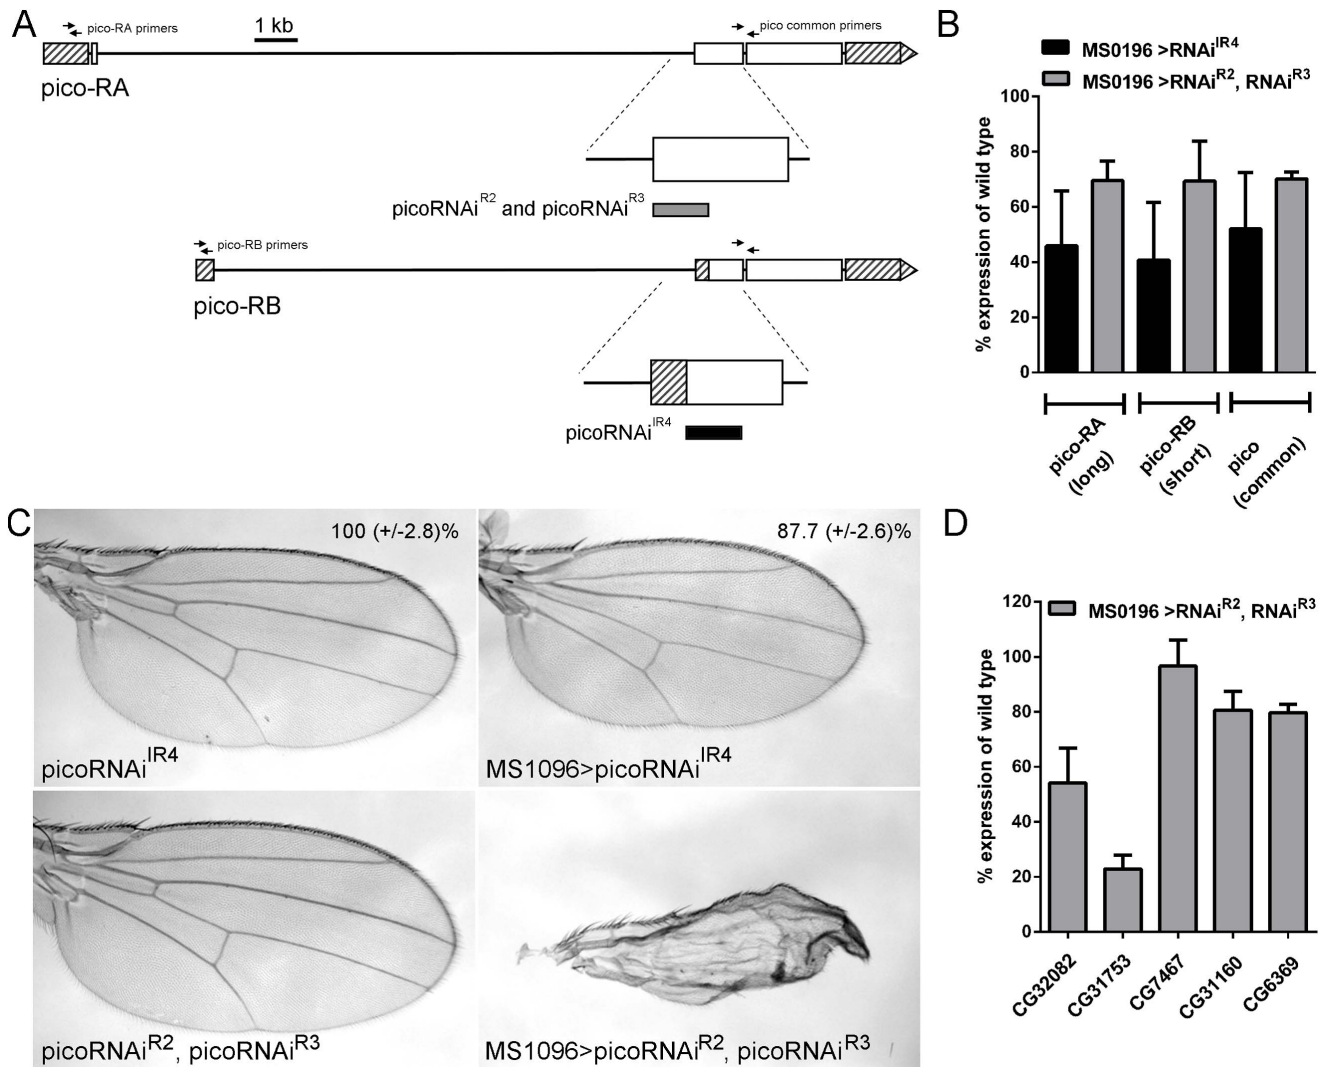 A
pico-RA primers
1 kb
pico common primers
pico-RA
picoRNAi^R2 and picoRNAi^R3
pico-RB primers
pico-RB
picoRNAi^IR4
B
MS0196 >RNAi^IR4
MS0196 >RNAi^R2, RNAi^R3
% expression of wild type
100
80
60
40
20
0
pico-RA
(long)
pico-RB
(short)
pico
(common)
C
100 (+/-2.8)%
picoRNAi^IR4
87.7 (+/-2.6)%
MS1096>picoRNAi^IR4
picoRNAi^R2, picoRNAi^R3
MS1096>picoRNAi^R2, picoRNAi^R3
D
MS0196 >RNAi^R2, RNAi^R3
% expression of wild type
120
100
80
60
40
20
0
CG32082
CG31753
CG7467
CG31160
CG6369